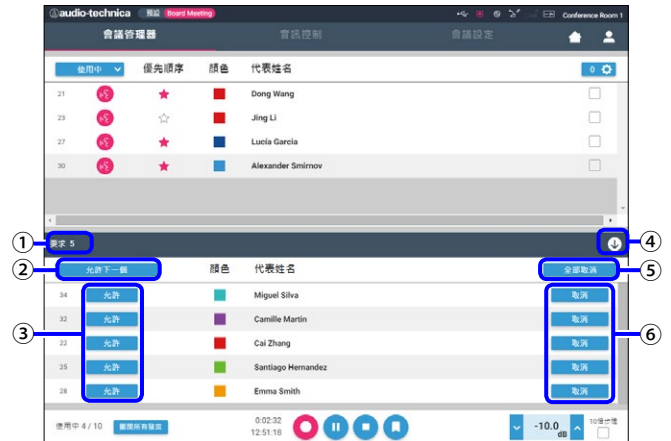 audio-technica 預設 Board Meeting Conference Room 1
會議管理器 音訊控制 會議設定
使用中 優先順序 顏色 代表姓名 0
21 Dong Wang
23 Jing Li
27 Lucía García
30 Alexander Smirnov
① 要求 5 ④
② 允許下一個 顏色 代表姓名 全部取消 ⑤
34 允許 Miguel Silva 取消
32 允許 Camille Martin 取消
③ 22 允許 Cai Zhang 取消 ⑥
35 允許 Santiago Hernandez 取消
28 允許 Emma Smith 取消
使用中 4 / 10 關閉所有發言 0:02:32 12:51:18 -10.0 dB